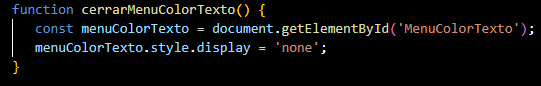 function cerrarMenuColorTexto() {
const menuColorTexto = document.getElementById('MenuColorTexto');
menuColorTexto.style.display = 'none';
}